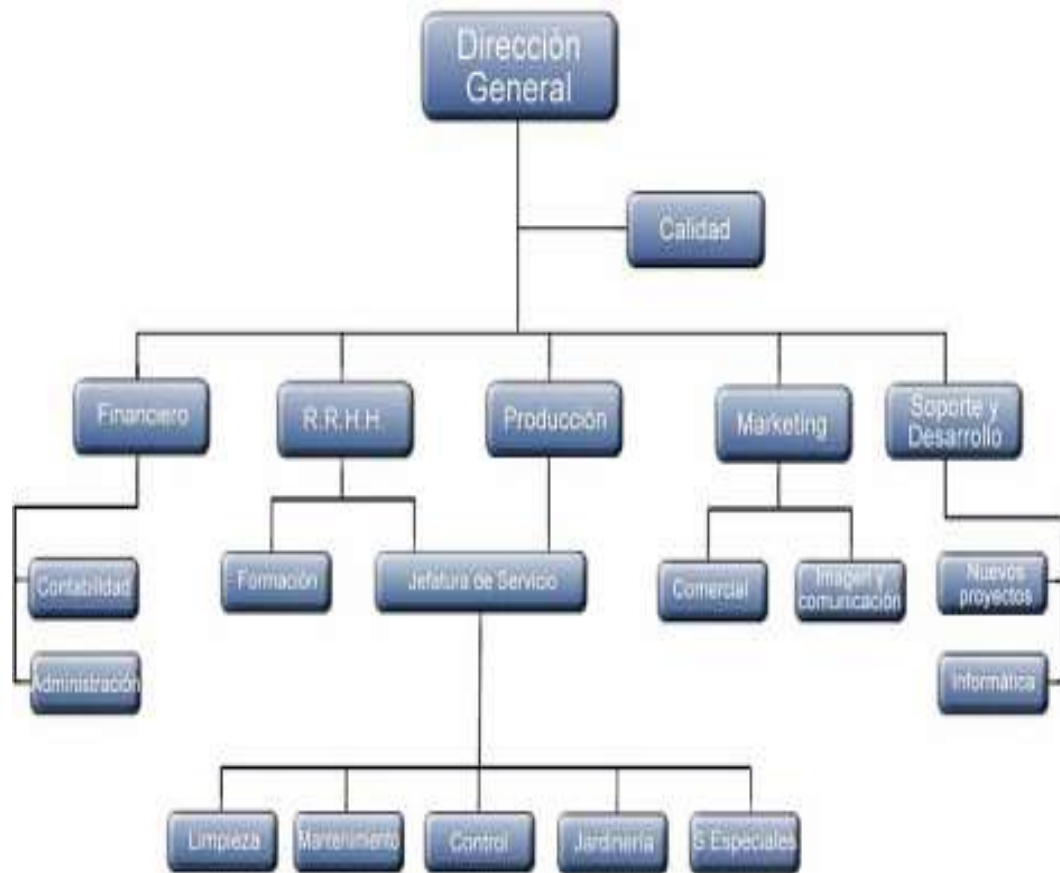 Dirección
General
Calidad
Financiero
R.R.H.H.
Producción
Marketing
Soporte y
Desarrollo
Contabilidad
Administración
Formación
Jefatura de Servicio
Comercial
Imagen y
comunicación
Nuevos
proyectos
Informática
Limpieza
Mantenimiento
Control
Jardinería
G Especiales